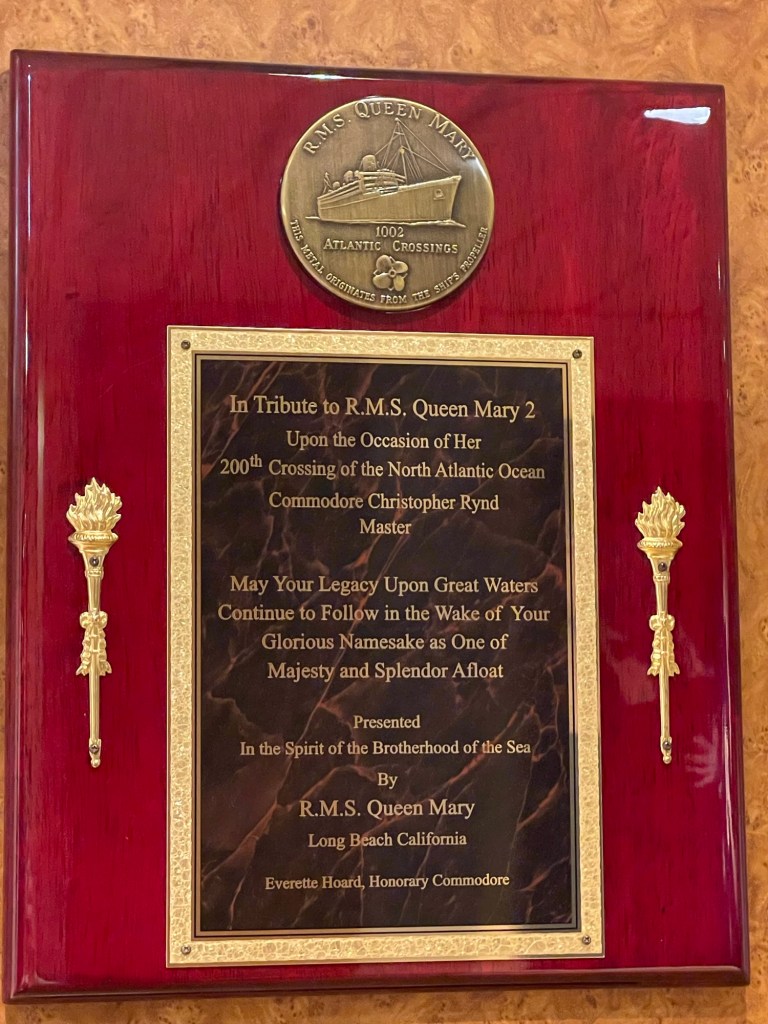 R.M.S. QUEEN MARY
1002
ATLANTIC CROSSINGS
THIS METAL ORIGINATES FROM THE SHIP'S PROPELLER
In Tribute to R.M.S. Queen Mary 2
Upon the Occasion of Her
200th Crossing of the North Atlantic Ocean
Commodore Christopher Rynd
Master
May Your Legacy Upon Great Waters
Continue to Follow in the Wake of Your
Glorious Namesake as One of
Majesty and Splendor Afloat
Presented
In the Spirit of the Brotherhood of the Sea
By
R.M.S. Queen Mary
Long Beach California
Everette Hoard, Honorary Commodore